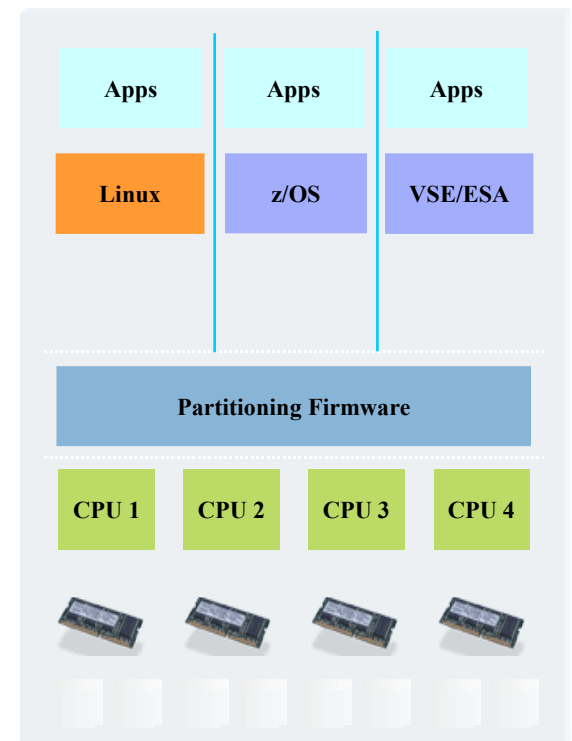 Apps Apps Apps
Linux z/OS VSE/ESA
Partitioning Firmware
CPU 1 CPU 2 CPU 3 CPU 4